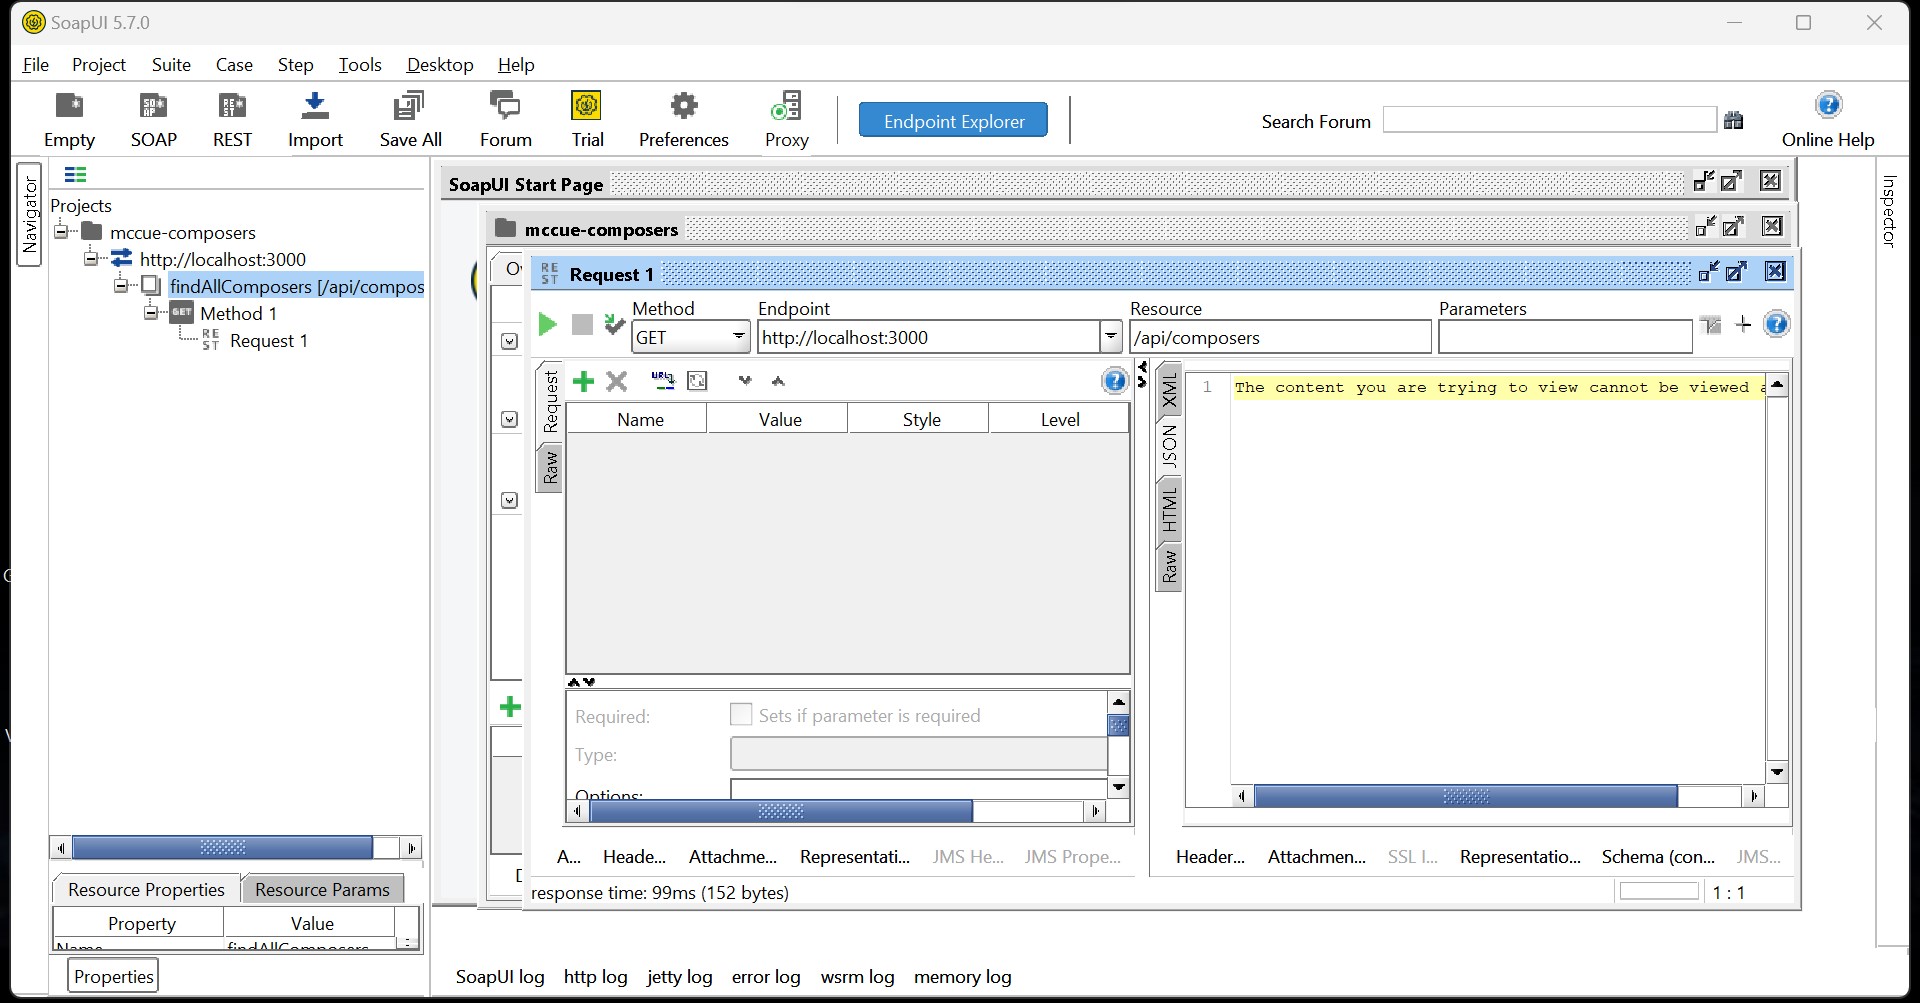 SoapUI 5.7.0
File Project Suite Case Step Tools Desktop Help
Empty SOAP REST Import Save All Forum Trial Preferences Proxy Endpoint Explorer Search Forum Online Help
Navigator
Inspector
Projects
mccue-composers
http://localhost:3000
findAllComposers [/api/compos
Method 1
Request 1
SoapUI Start Page
mccue-composers
Request 1
Method Endpoint Resource Parameters
GET http://localhost:3000 /api/composers
Request
Raw
Name Value Style Level
Required: Sets if parameter is required
Type:
Options:
XML
JSON
HTML
Raw
1 The content you are trying to view cannot be viewed a
A... Heade... Attachme... Representati... JMS He... JMS Prope...
Header... Attachmen... SSL I... Representatio... Schema (con... JMS...
response time: 99ms (152 bytes)
1 : 1
Resource Properties Resource Params
Property Value
Name findAllComposers
Properties
SoapUI log http log jetty log error log wsrm log memory log